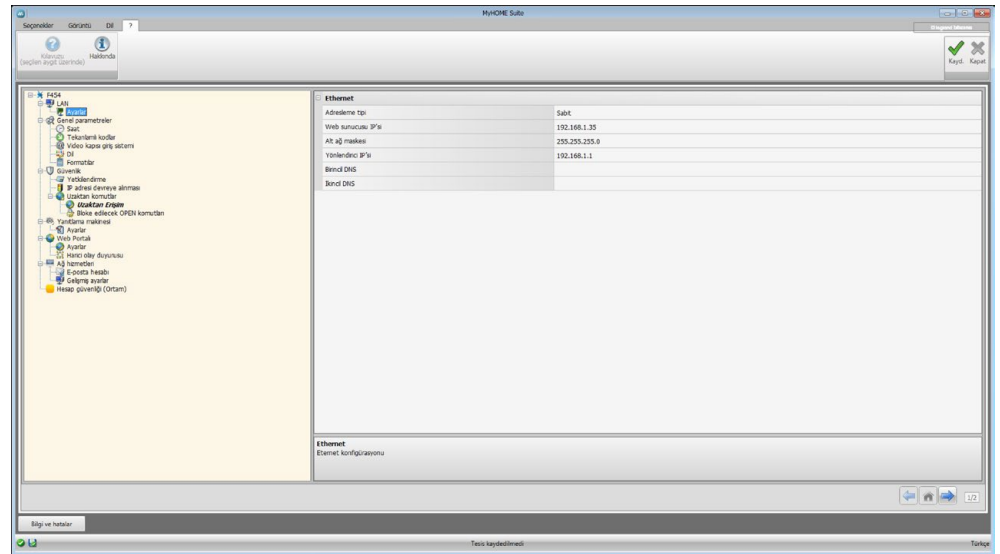 MyHOME Suite
Seçenekler Görüntü Dil ?
Kılavuzu
(seçilen aygıt üzerinde)
Hakkında
Kayd. Kapat
F454
LAN
Ayarlar
Genel parametreler
Saat
Tekanlamlı kodlar
Video kapısı giriş sistemi
Dil
Formatlar
Güvenlik
Yetkilendirme
IP adresi devreye alınması
Uzaktan komutlar
Uzaktan Erişim
Bloke edilecek OPEN komutları
Yanıtlama makinesi
Ayarlar
Web Portalı
Ayarlar
Harici olay duyurusu
Ağ hizmetleri
E-posta hesabı
Gelişmiş ayarlar
Hesap güvenliği (Ortam)
Ethernet
Adresleme tipi Sabit
Web sunucusu IP'si 192.168.1.35
Alt ağ maskesi 255.255.255.0
Yönlendirici IP'si 192.168.1.1
Birincil DNS
İkincil DNS
Ethernet
Eternet konfigürasyonu
1/2
Bilgi ve hatalar
Tesis kaydedilmedi
Türkçe